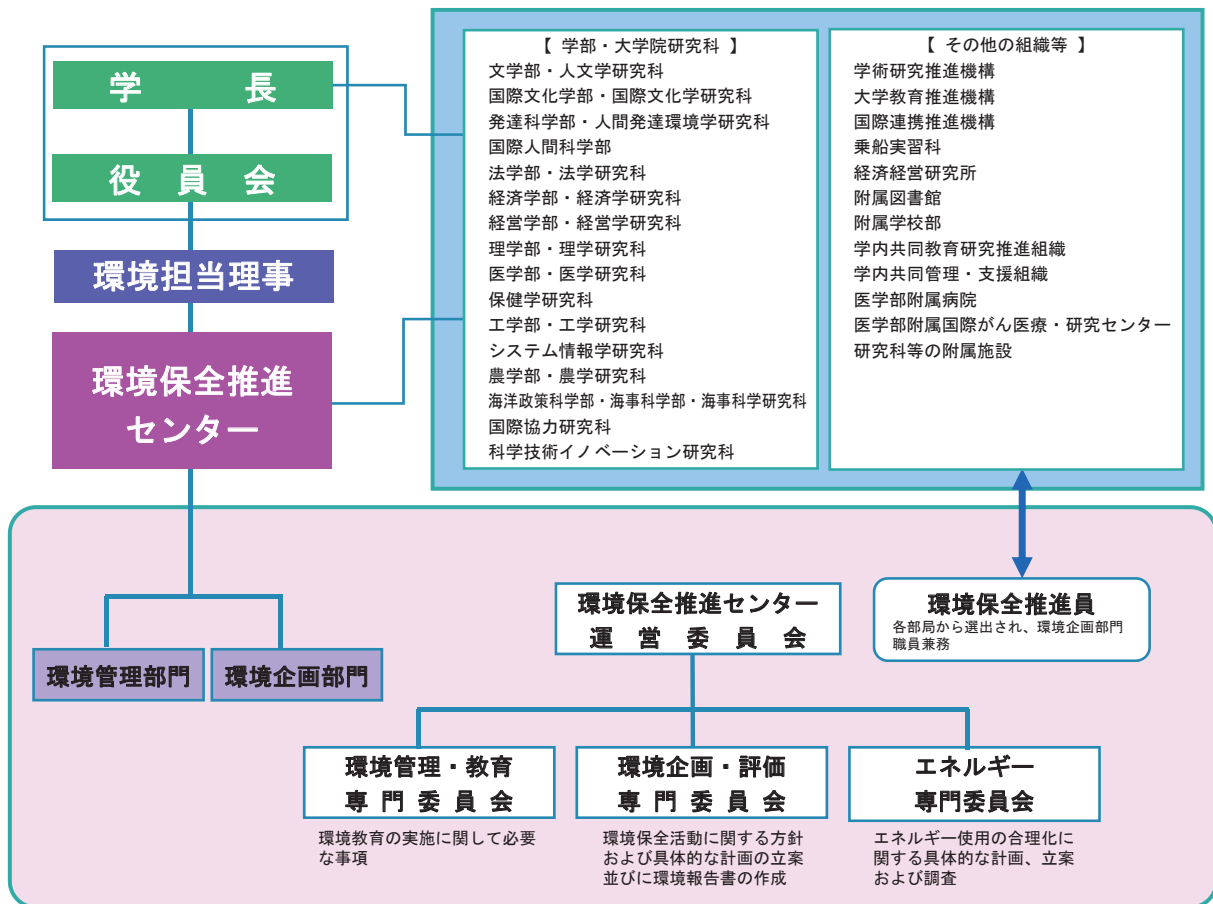 学長
役員会
環境担当理事
環境保全推進
センター
【 学部・大学院研究科 】
文学部・人文学研究科
国際文化学部・国際文化学研究科
発達科学部・人間発達環境学研究科
国際人間科学部
法学部・法学研究科
経済学部・経済学研究科
経営学部・経営学研究科
理学部・理学研究科
医学部・医学研究科
保健学研究科
工学部・工学研究科
システム情報学研究科
農学部・農学研究科
海洋政策科学部・海事科学部・海事科学研究科
国際協力研究科
科学技術イノベーション研究科
【 その他の組織等 】
学術研究推進機構
大学教育推進機構
国際連携推進機構
乗船実習科
経済経営研究所
附属図書館
附属学校部
学内共同教育研究推進組織
学内共同管理・支援組織
医学部附属病院
医学部附属国際がん医療・研究センター
研究科等の附属施設
環境管理部門
環境企画部門
環境保全推進センター
運営委員会
環境保全推進員
各部局から選出され、環境企画部門
職員兼務
環境管理・教育
専門委員会
環境教育の実施に関して必要
な事項
環境企画・評価
専門委員会
環境保全活動に関する方針
および具体的な計画の立案
並びに環境報告書の作成
エネルギー
専門委員会
エネルギー使用の合理化に
関する具体的な計画、立案
および調査